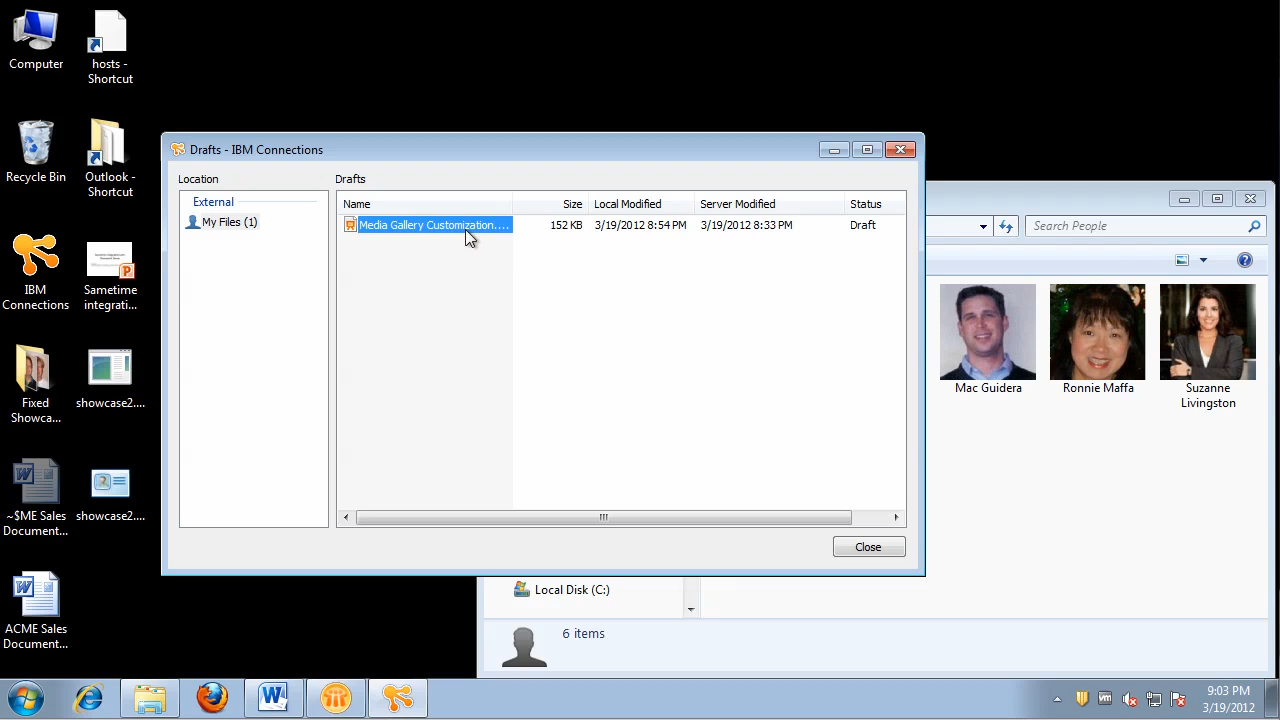 Computer
hosts -
Shortcut
Recycle Bin
Outlook -
Shortcut
IBM
Connections
Sametime
integrati...
Fixed
Showca...
showcase2....
~$ME Sales
Document...
showcase2....
ACME Sales
Document...
Drafts - IBM Connections
Location
External
My Files (1)
Drafts
Name Size Local Modified Server Modified Status
Media Gallery Customization.... 152 KB 3/19/2012 8:54 PM 3/19/2012 8:33 PM Draft
Close
Search People
Mac Guidera
Ronnie Maffa
Suzanne
Livingston
Local Disk (C:)
6 items
9:03 PM
3/19/2012